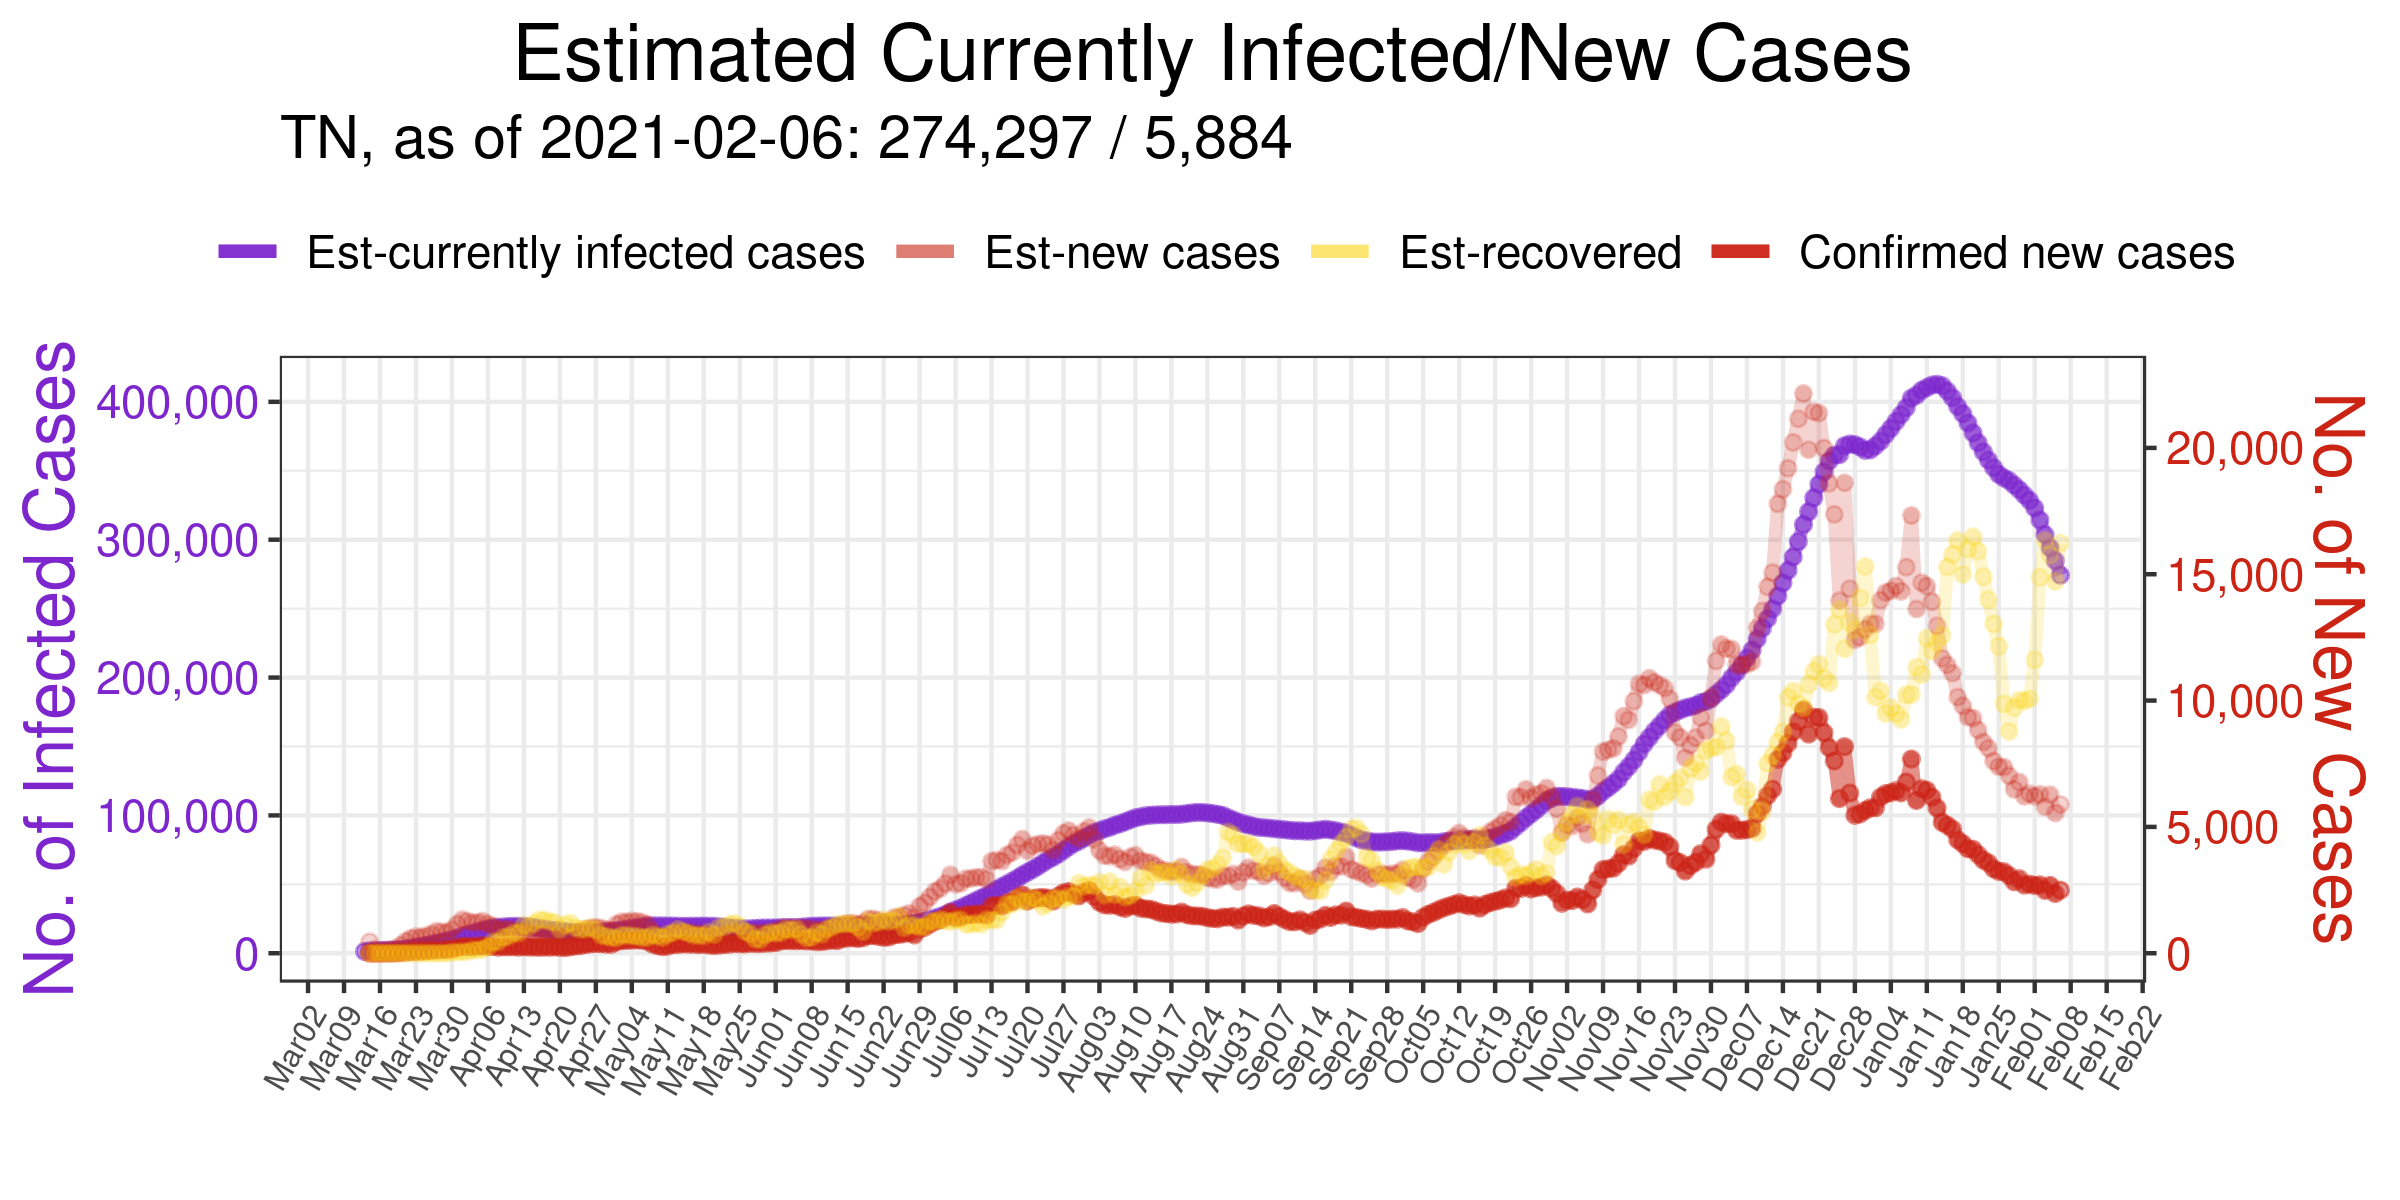 Estimated Currently Infected/New Cases
TN, as of 2021-02-06: 274,297 / 5,884
Est-currently infected cases Est-new cases Est-recovered Confirmed new cases
No. of Infected Cases
400,000
300,000
200,000
100,000
0
20,000
15,000
10,000
5,000
0
No. of New Cases
Mar02 Mar09 Mar16 Mar23 Mar30 Apr06 Apr13 Apr20 Apr27 May04 May11 May18 May25 Jun01 Jun08 Jun15 Jun22 Jun29 Jul06 Jul13 Jul20 Jul27 Aug03 Aug10 Aug17 Aug24 Aug31 Sep07 Sep14 Sep21 Sep28 Oct05 Oct12 Oct19 Oct26 Nov02 Nov09 Nov16 Nov23 Nov30 Dec07 Dec14 Dec21 Dec28 Jan04 Jan11 Jan18 Jan25 Feb01 Feb08 Feb15 Feb22